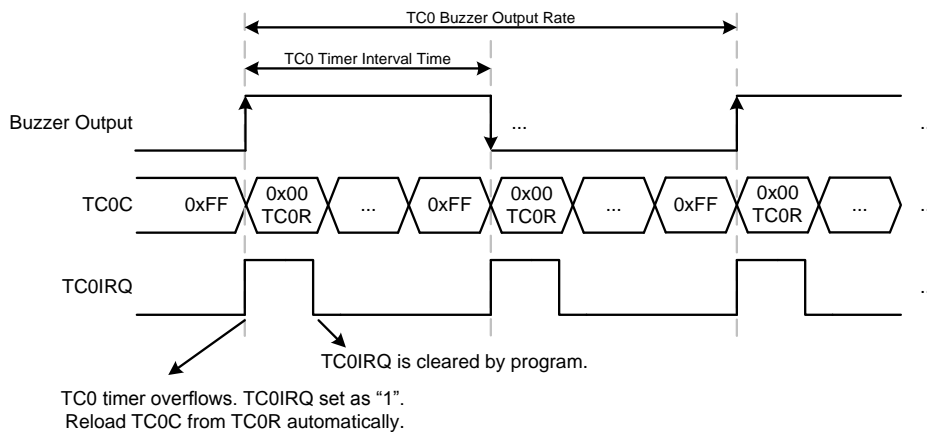 TC0 Buzzer Output Rate
TC0 Timer Interval Time
Buzzer Output
...
.
TC0C
0xFF
0x00
TC0R
...
0xFF
0x00
TC0R
...
0xFF
0x00
TC0R
...
.
TC0IRQ
.
TC0IRQ is cleared by program.
TC0 timer overflows. TC0IRQ set as “1”.
Reload TC0C from TC0R automatically.